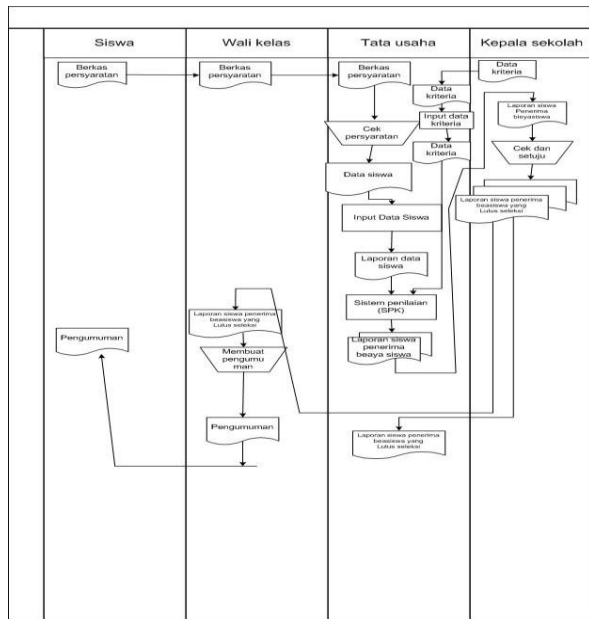 Siswa
Wali kelas
Tata usaha
Kepala sekolah
Berkas
persyaratan
Berkas
persyaratan
Berkas
persyaratan
Data
kriteria
Data
kriteria
Input data
kriteria
Data
kriteria
Laporan siswa
Penerima
bieyasiswa
Cek
persyaratan
Cek dan
setuju
Data siswa
Laporan siswa penerima
beasiswa yang
Lulus seleksi
Input Data Siswa
Laporan data
siswa
Sistem penilaian
(SPK)
Laporan siswa penerima
beasiswa yang
Lulus seleksi
Pengumuman
Laporan siswa
penerima
beaya siswa
Membuat
pengumu
man
Pengumuman
Laporan siswa penerima
beasiswa yang
Lulus seleksi